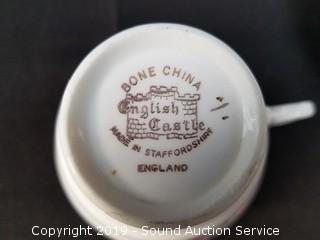 BONE CHINA
English
Castle
MADE IN STAFFORDSHIRE
ENGLAND
Copyright 2019 - Sound Auction Service